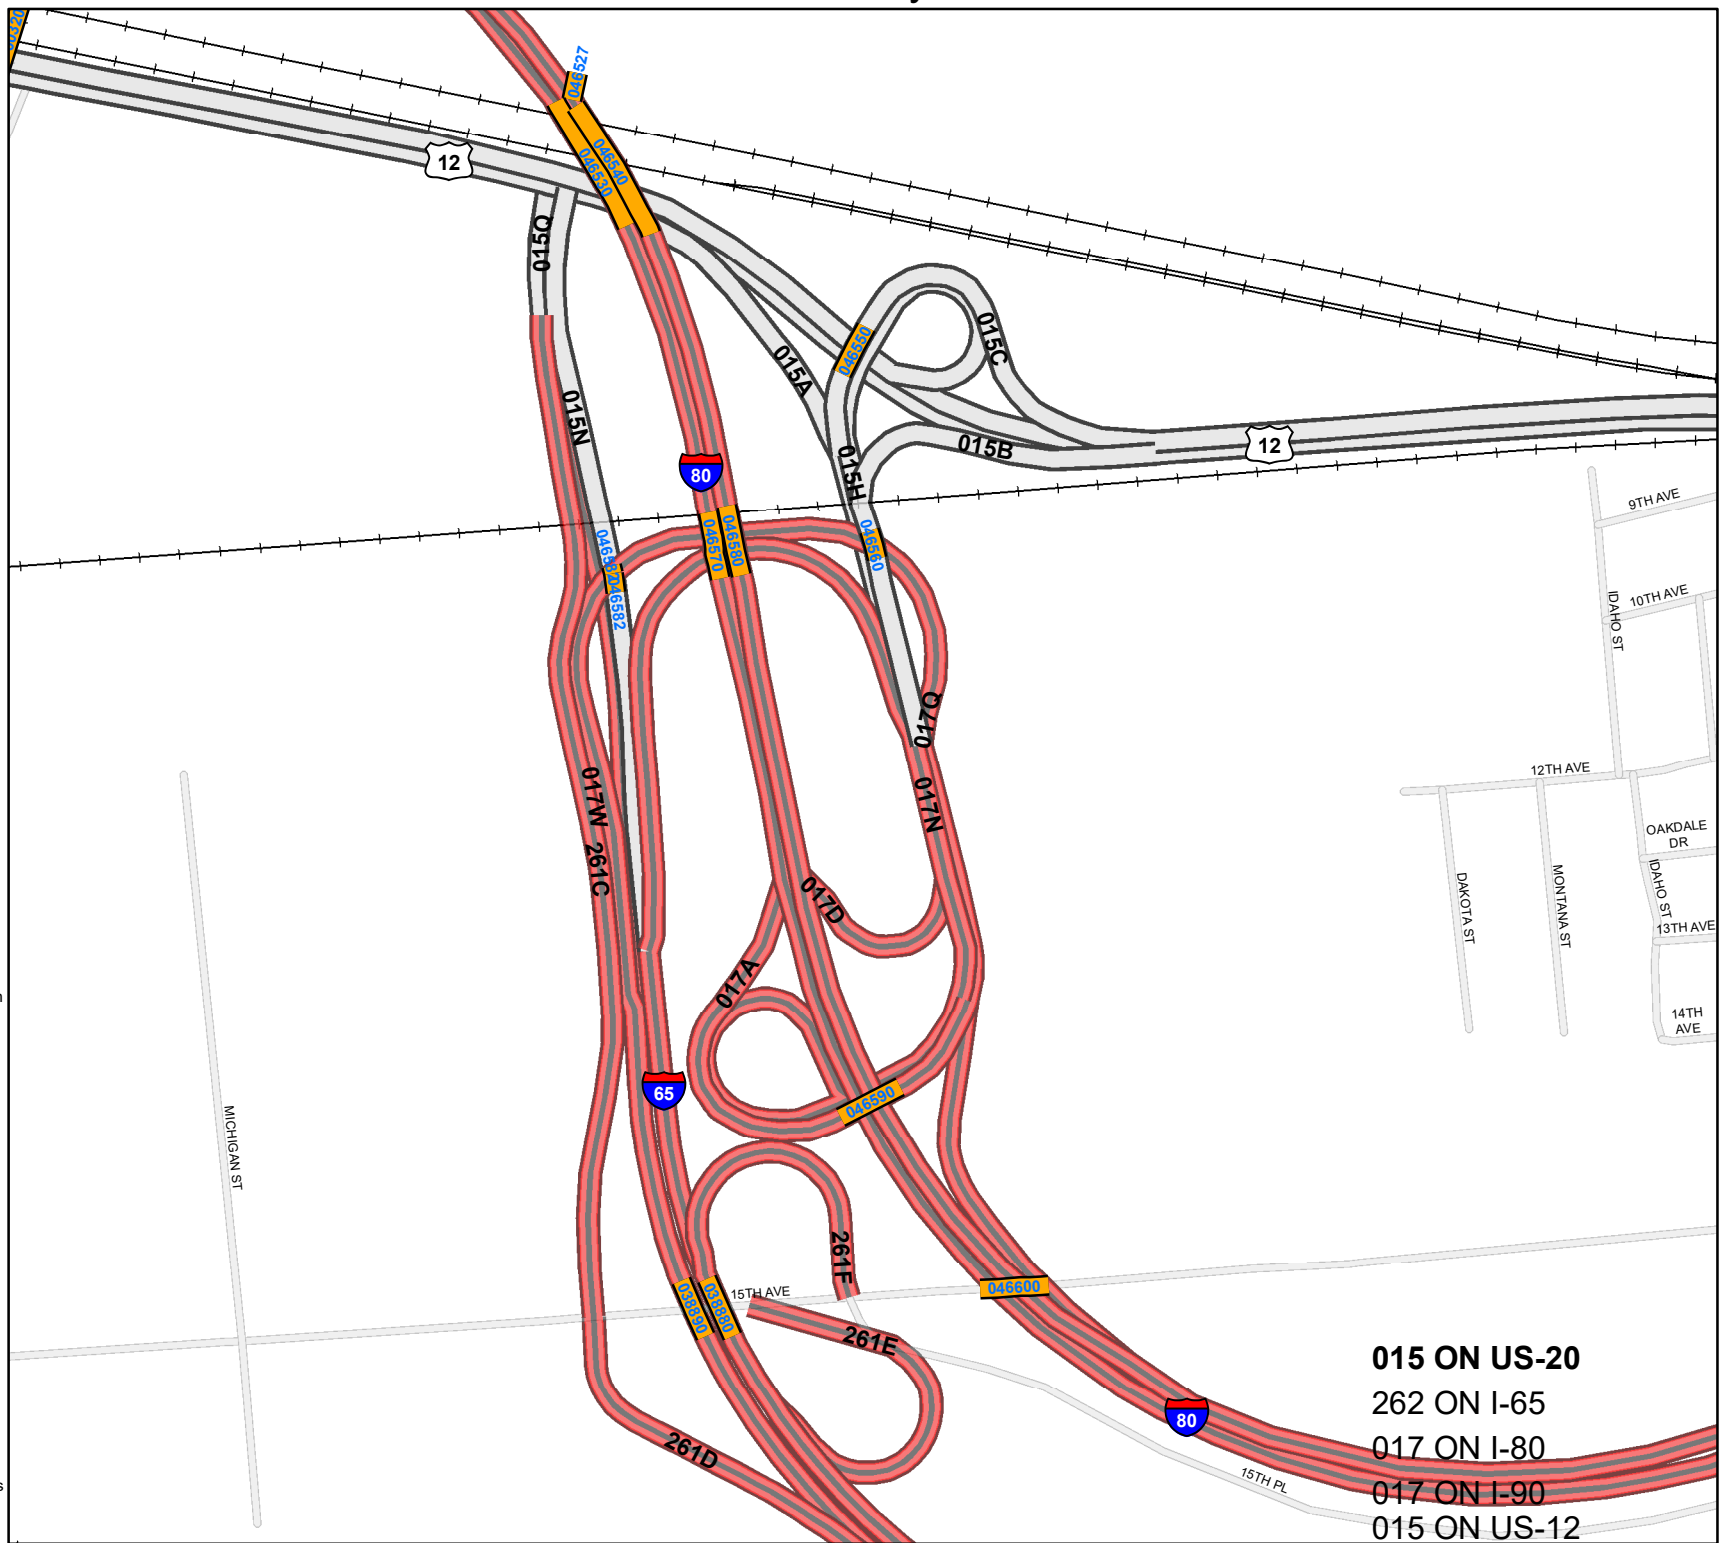 046527
12
046540
046530
015Q
015C
046550
015A
015N
015B
12
015H
80
9TH AVE
046580
046570
046560
046582
10TH AVE
IDAHO ST
017Q
12TH AVE
017W
017N
OAKDALE
DR
261C
017D
DAKOTA ST
MONTANA ST
IDAHO ST
13TH AVE
017A
14TH
AVE
65
046590
MICHIGAN ST
261F
15TH AVE
038890
038880
046600
261E
015 ON US-20
262 ON I-65
80
017 ON I-80
261D
15TH PL
017 ON I-90
015 ON US-12